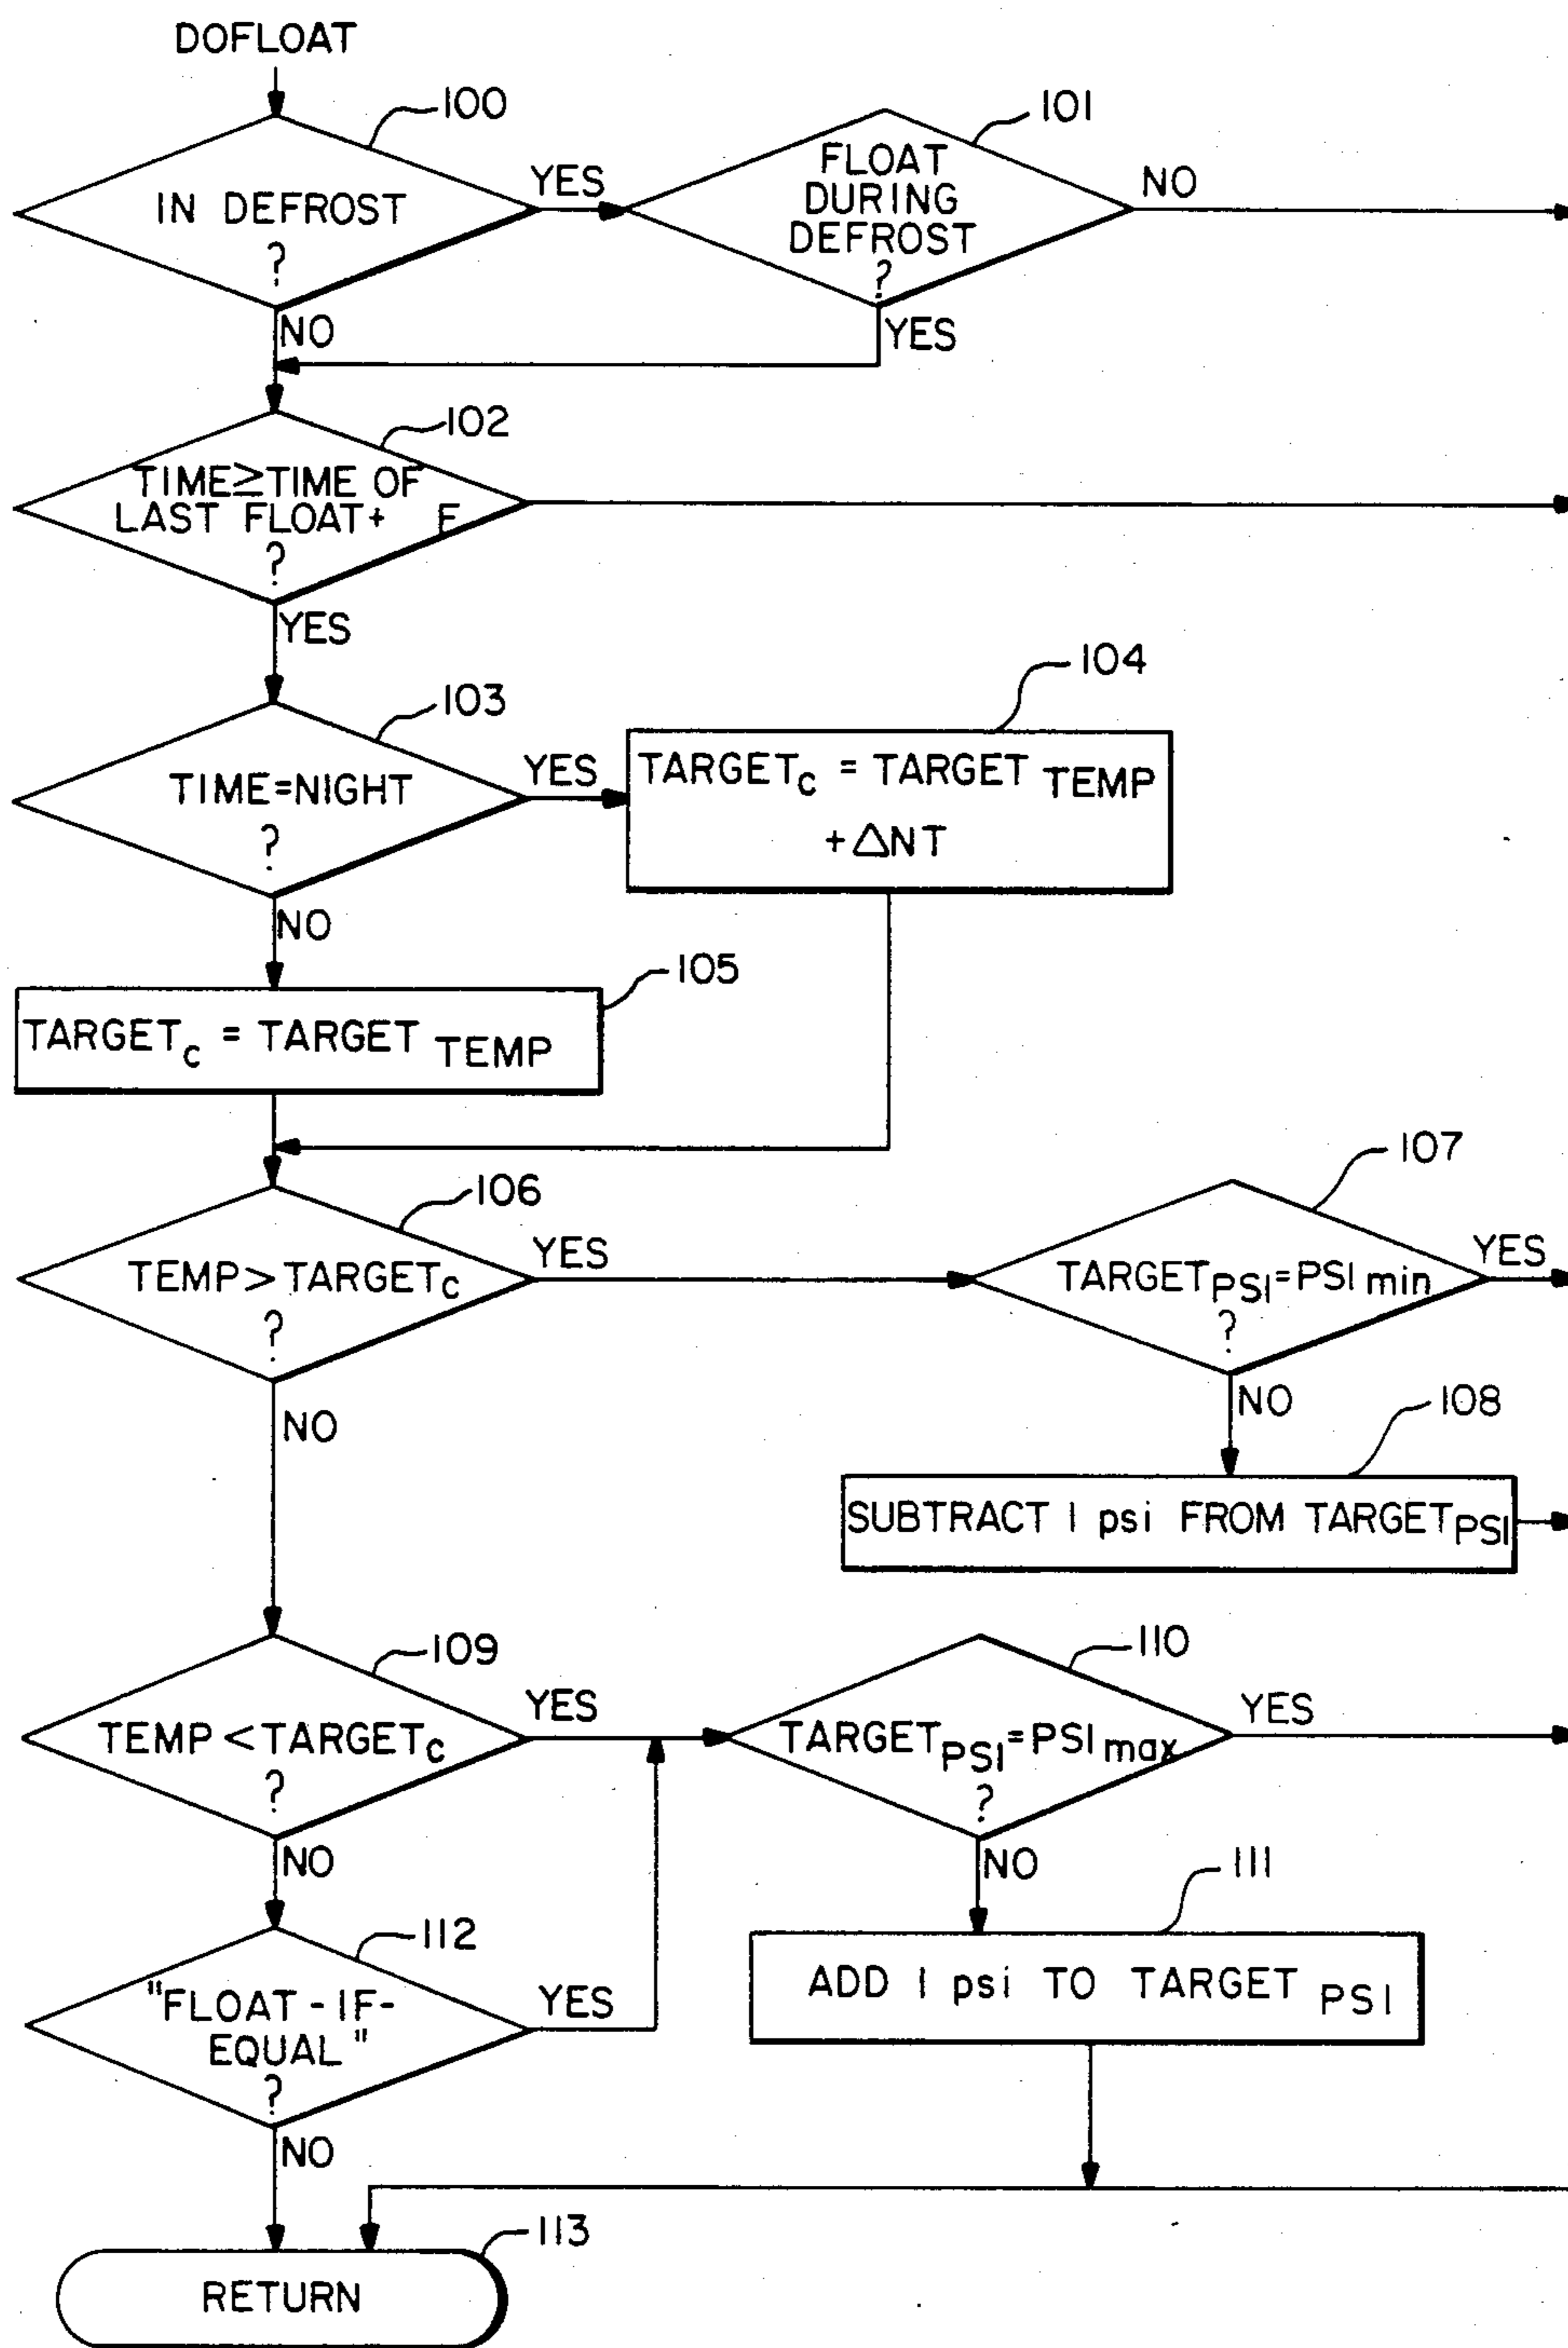 DOFLOAT
100
IN DEFROST
?
YES
NO
101
FLOAT
DURING
DEFROST
?
NO
YES
102
TIME≥TIME OF
LAST FLOAT+ F
?
YES
103
TIME=NIGHT
?
YES
NO
104
TARGETc = TARGET TEMP
+ΔNT
105
TARGETc = TARGET TEMP
106
TEMP>TARGETc
?
YES
NO
107
TARGETPSI=PSI min
?
YES
NO
108
SUBTRACT 1 psi FROM TARGETPSI
109
TEMP<TARGETc
?
YES
NO
110
TARGETPSI=PSI max
?
YES
NO
111
ADD 1 psi TO TARGET PSI
112
"FLOAT-IF-
EQUAL"
?
YES
NO
113
RETURN